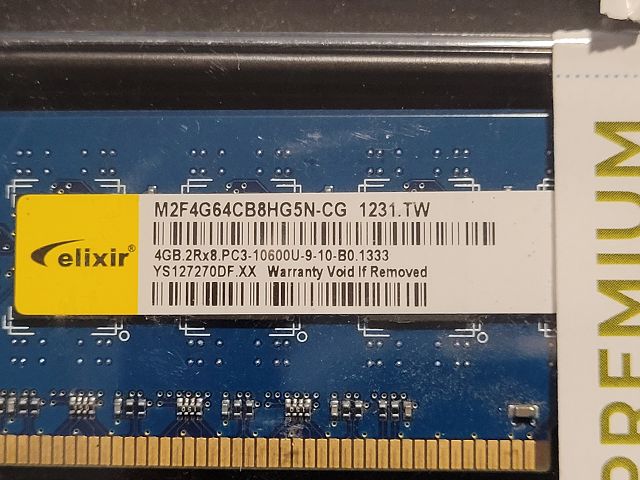 elixir®
M2F4G64CB8HG5N-CG 1231.TW
4GB.2Rx8.PC3-10600U-9-10-B0.1333
YS127270DF.XX Warranty Void If Removed
PREMIUM